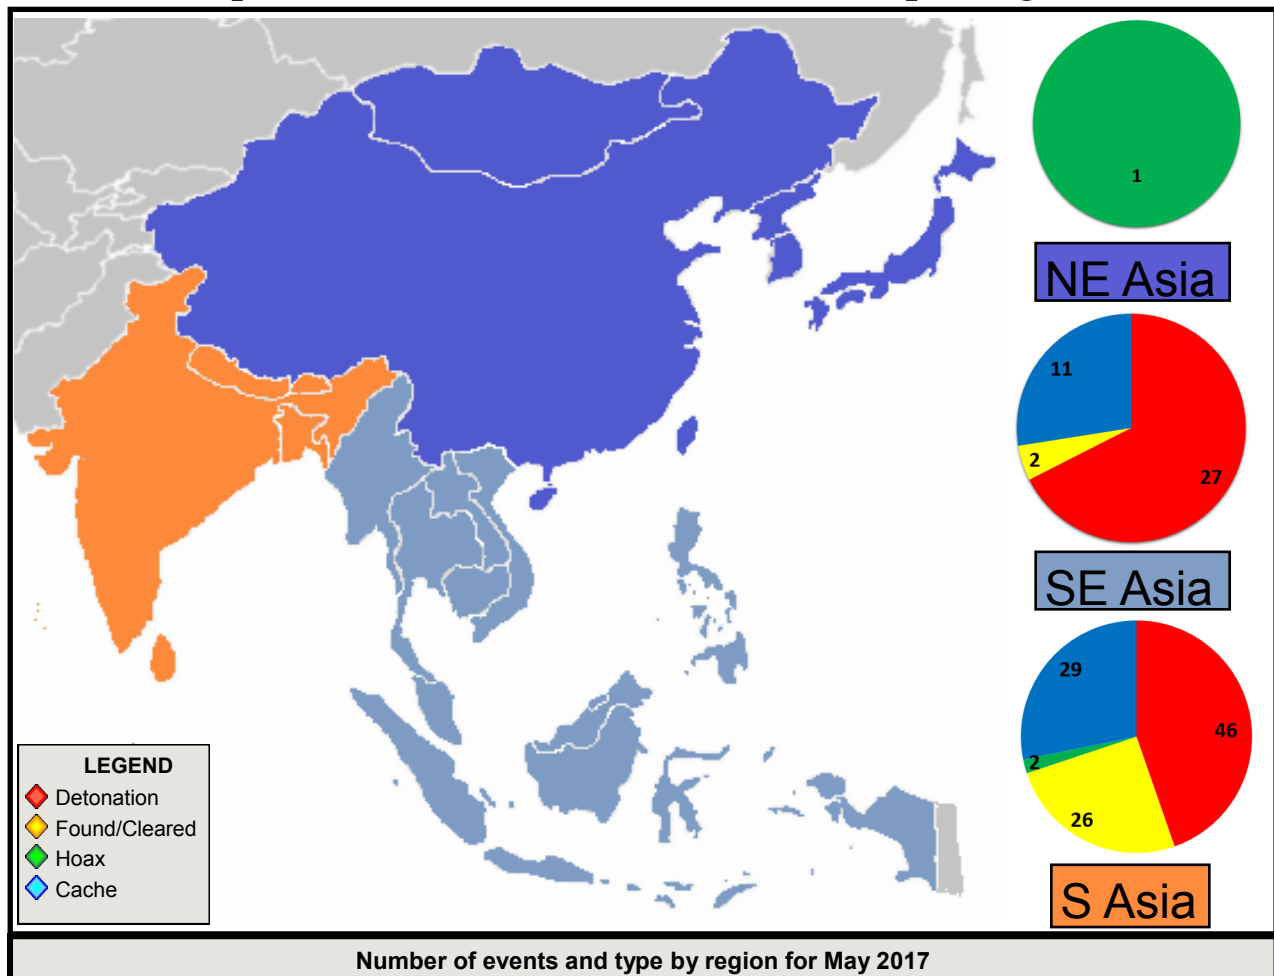 1
NE Asia
11
2
27
SE Asia
29
46
2
26
S Asia
LEGEND
Detonation
Found/Cleared
Hoax
Cache
Number of events and type by region for May 2017